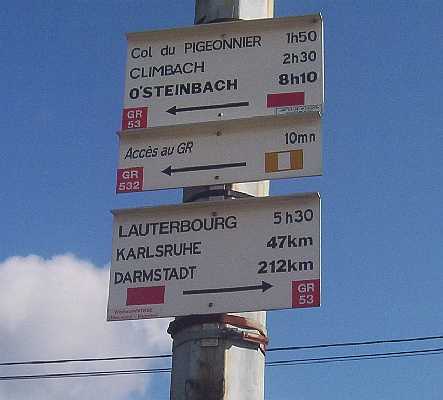 Col du PIGEONNIER 1h50
CLIMBACH 2h30
O'STEINBACH 8h10
GR
53
Accès au GR 10mn
GR
532
LAUTERBOURG 5h30
KARLSRUHE 47km
DARMSTADT 212km
GR
53